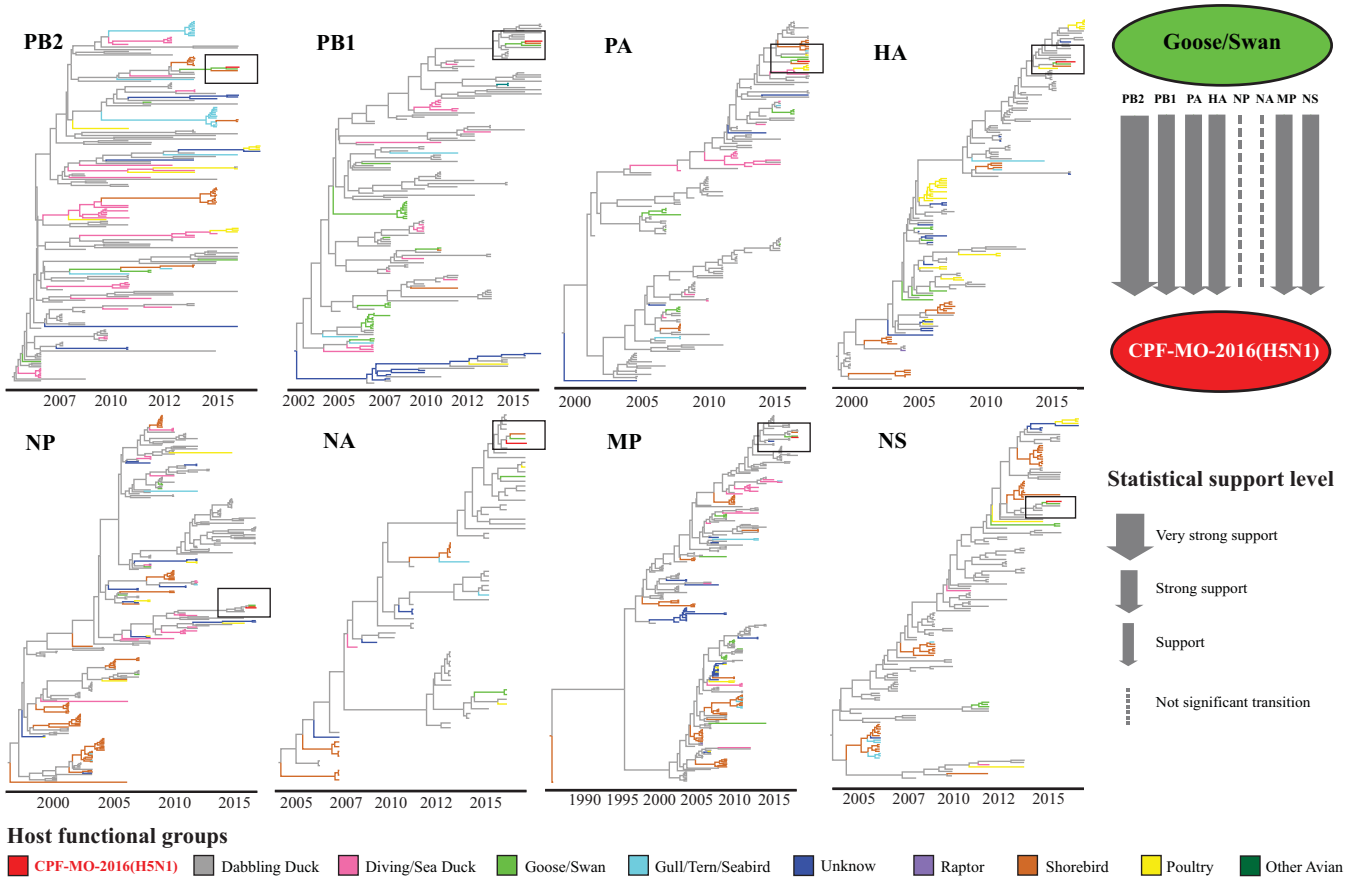 PB2
PB1
PA
HA
Goose/Swan
PB2 PB1 PA HA NP NA MP NS
CPF-MO-2016(H5N1)
2007 2010 2012 2015
2002 2005 2007 2010 2012 2015
2000 2005 2010 2015
2000 2005 2010 2015
NP
NA
MP
NS
Statistical support level
Very strong support
Strong support
Support
Not significant transition
2000 2005 2010 2015
2005 2007 2010 2012 2015
1990 1995 2000 2005 2010 2015
2005 2007 2010 2012 2015
Host functional groups
CPF-MO-2016(H5N1) Dabbling Duck Diving/Sea Duck Goose/Swan Gull/Tern/Seabird Unknow Raptor Shorebird Poultry Other Avian